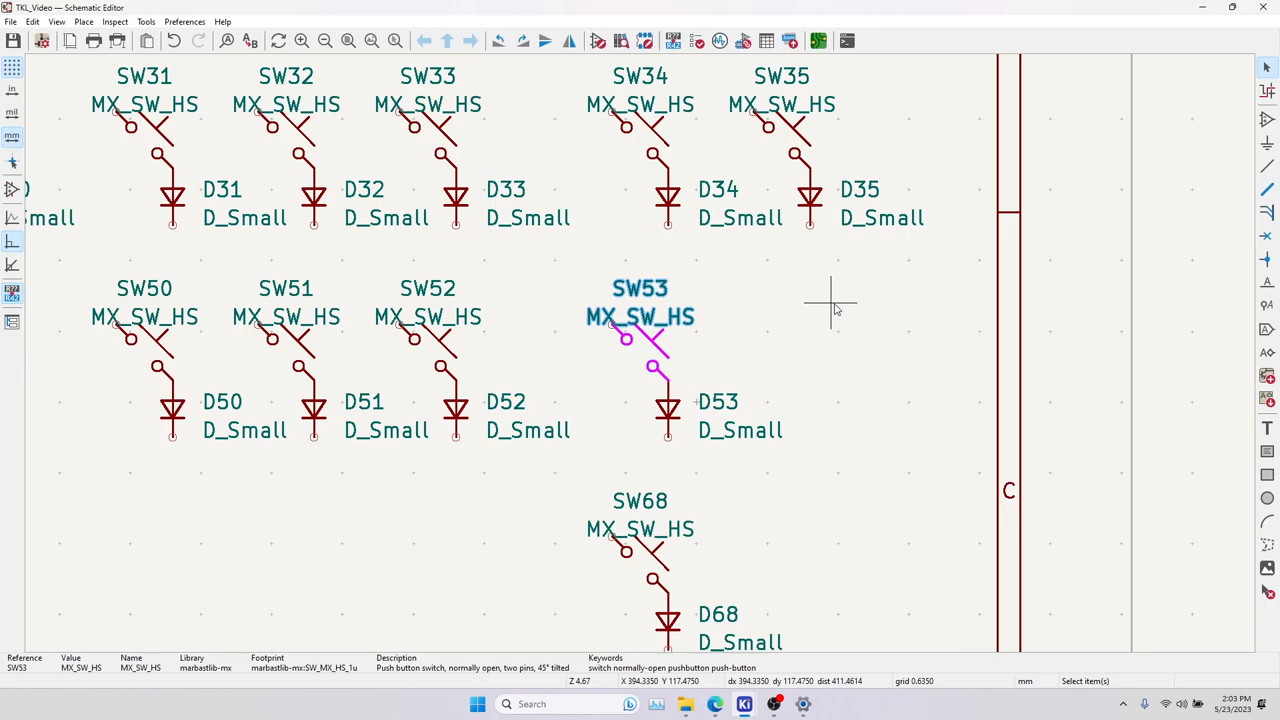 TKL_Video — Schematic Editor
File Edit View Place Inspect Tools Preferences Help
in
mil
mm
SW31 SW32 SW33 SW34 SW35
MX_SW_HS MX_SW_HS MX_SW_HS MX_SW_HS MX_SW_HS
D31 D32 D33 D34 D35
Small D_Small D_Small D_Small D_Small D_Small
SW50 SW51 SW52 SW53
MX_SW_HS MX_SW_HS MX_SW_HS MX_SW_HS
D50 D51 D52 D53
D_Small D_Small D_Small D_Small
C
SW68
MX_SW_HS
D68
D_Small
Reference Value Name Library Footprint Description Keywords
SW53 MX_SW_HS MX_SW_HS marbastlib-mx marbastlib-mx:SW_MX_HS_1u Push button switch, normally open, two pins, 45° tilted switch normally-open pushbutton push-button
Z 4.67 X 394.3350 Y 117.4750 dx 394.3350 dy 117.4750 dist 411.4614 grid 0.6350 mm Select item(s)
Search
2:03 PM
5/23/2023